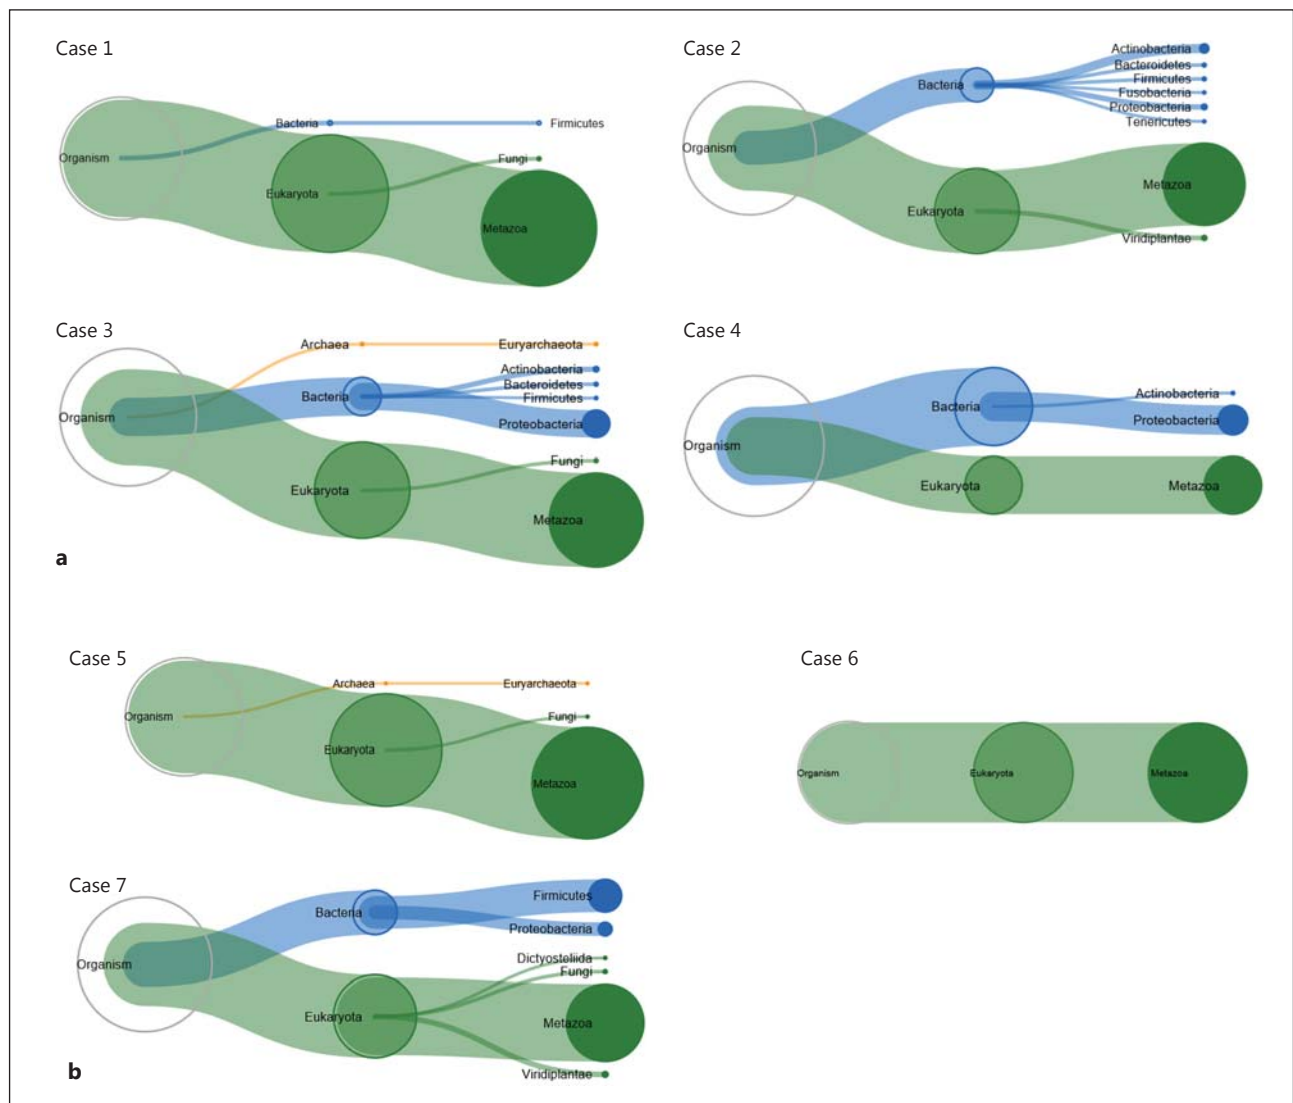 Case 1
Organism
Bacteria
Firmicutes
Fungi
Eukaryota
Metazoa
Case 2
Actinobacteria
Bacteroidetes
Firmicutes
Fusobacteria
Proteobacteria
Tenericutes
Bacteria
Organism
Metazoa
Eukaryota
Viridiplantae
Case 3
Archaea
Euryarchaeota
Actinobacteria
Bacteroidetes
Bacteria
Firmicutes
Organism
Proteobacteria
Fungi
Eukaryota
Metazoa
Case 4
Actinobacteria
Bacteria
Proteobacteria
Organism
Eukaryota
Metazoa
a
Case 5
Archaea
Euryarchaeota
Organism
Fungi
Eukaryota
Metazoa
Case 6
Organism
Eukaryota
Metazoa
Case 7
Firmicutes
Bacteria
Proteobacteria
Dictyosteliida
Organism
Fungi
Eukaryota
Metazoa
Viridiplantae
b